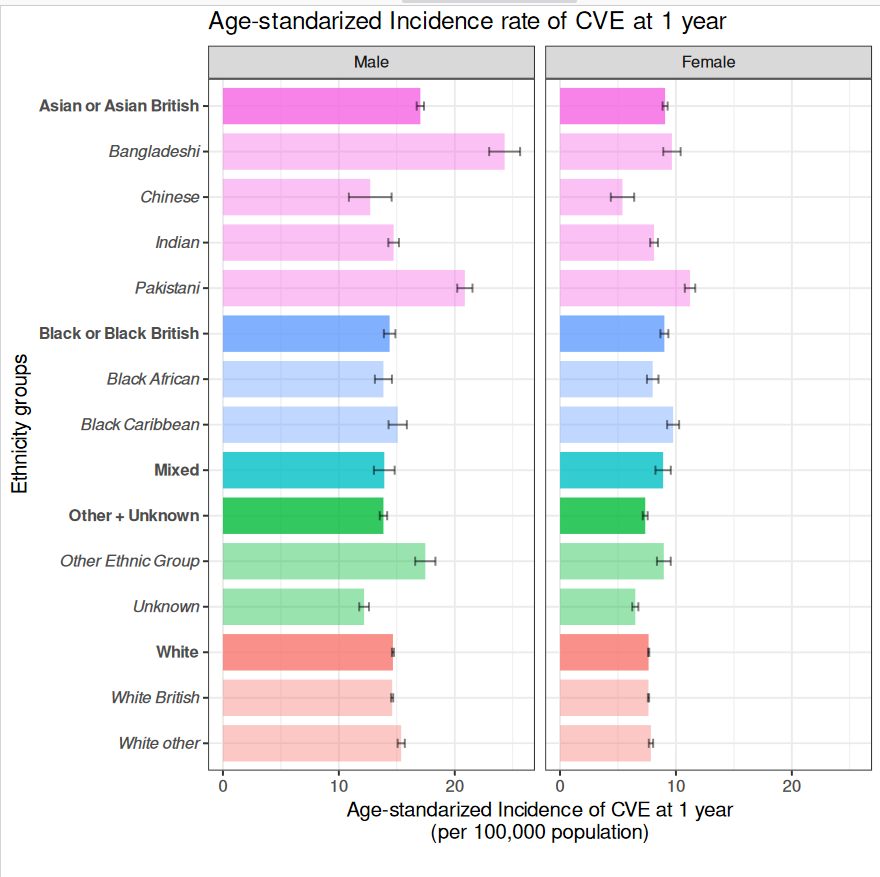 Age-standarized Incidence rate of CVE at 1 year
Male
Female
Ethnicity groups
Asian or Asian British
Bangladeshi
Chinese
Indian
Pakistani
Black or Black British
Black African
Black Caribbean
Mixed
Other + Unknown
Other Ethnic Group
Unknown
White
White British
White other
0 10 20 0 10 20
Age-standarized Incidence of CVE at 1 year
(per 100,000 population)